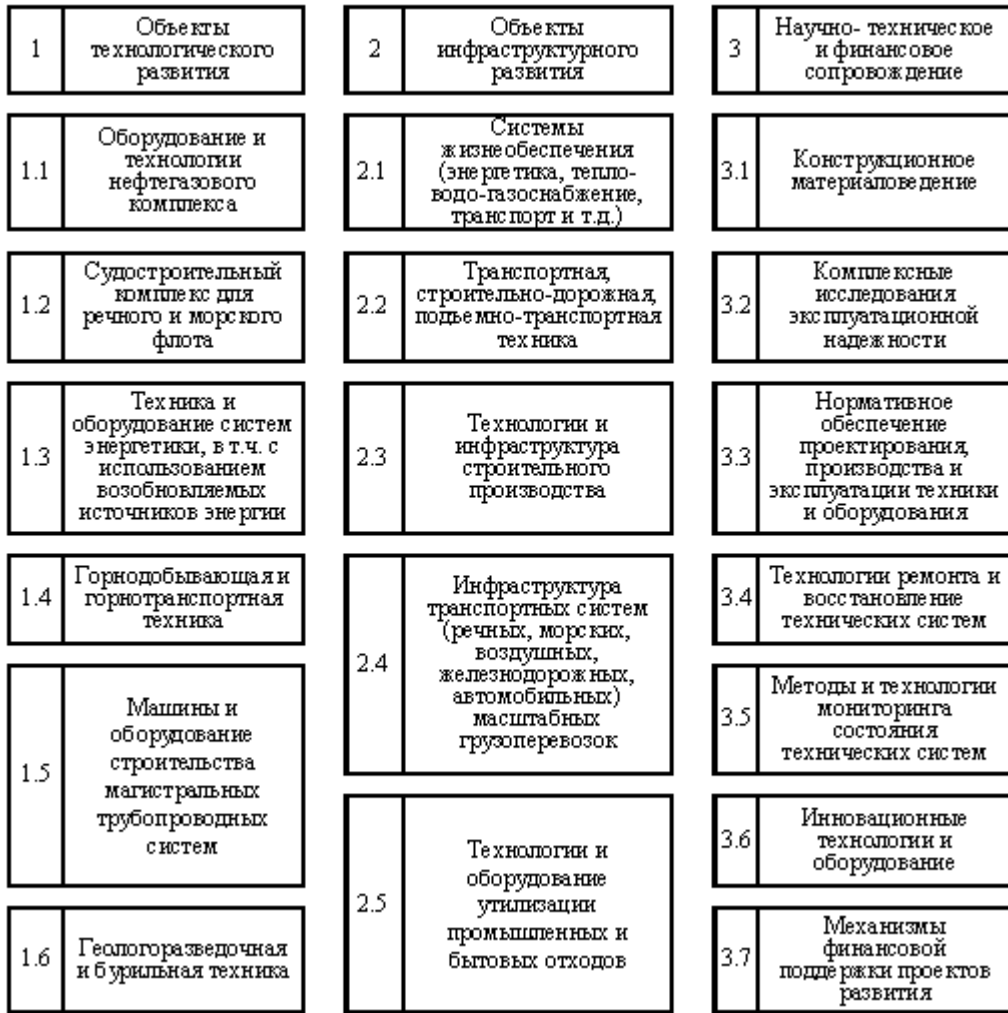 1
Объекты
технологического
развития
1.1
Оборудование и
технологии
нефтегазового
комплекса
1.2
Судостроительный
комплекс для
речного и морского
флота
1.3
Техника и
оборудование систем
энергетики, в т.ч. с
использованием
возобновляемых
источников энергии
1.4
Горнодобывающая и
горнотранспортная
техника
1.5
Машины и
оборудование
строительства
магистральных
трубопроводных
систем
1.6
Геологоразведочная
и бурильная техника
2
Объекты
инфраструктурного
развития
2.1
Системы
жизнеобеспечения
(энергетика, тепло-
водо-газоснабжение,
транспорт и т.д.)
2.2
Транспортная,
строительно-дорожная,
подьемно-транспортная
техника
2.3
Технологии и
инфраструктура
строительного
производства
2.4
Инфраструктура
транспортных систем
(речных, морских,
воздушных,
железнодорожных,
автомобильных)
масштабных
грузоперевозок
2.5
Технологии и
оборудование
утилизации
промышленных и
бытовых отходов
3
Научно- техническое
и финансовое
сопровождение
3.1
Конструкционное
материаловедение
3.2
Комплексные
исследования
эксплуатационной
надежности
3.3
Нормативное
обеспечение
проектирования,
производства и
эксплуатации техники
и оборудования
3.4
Технологии ремонта и
восстановление
технических систем
3.5
Методы и технологии
мониторинга
состояния
технических систем
3.6
Инновационные
технологии и
оборудование
3.7
Механизмы
финансовой
поддержки проектов
развития